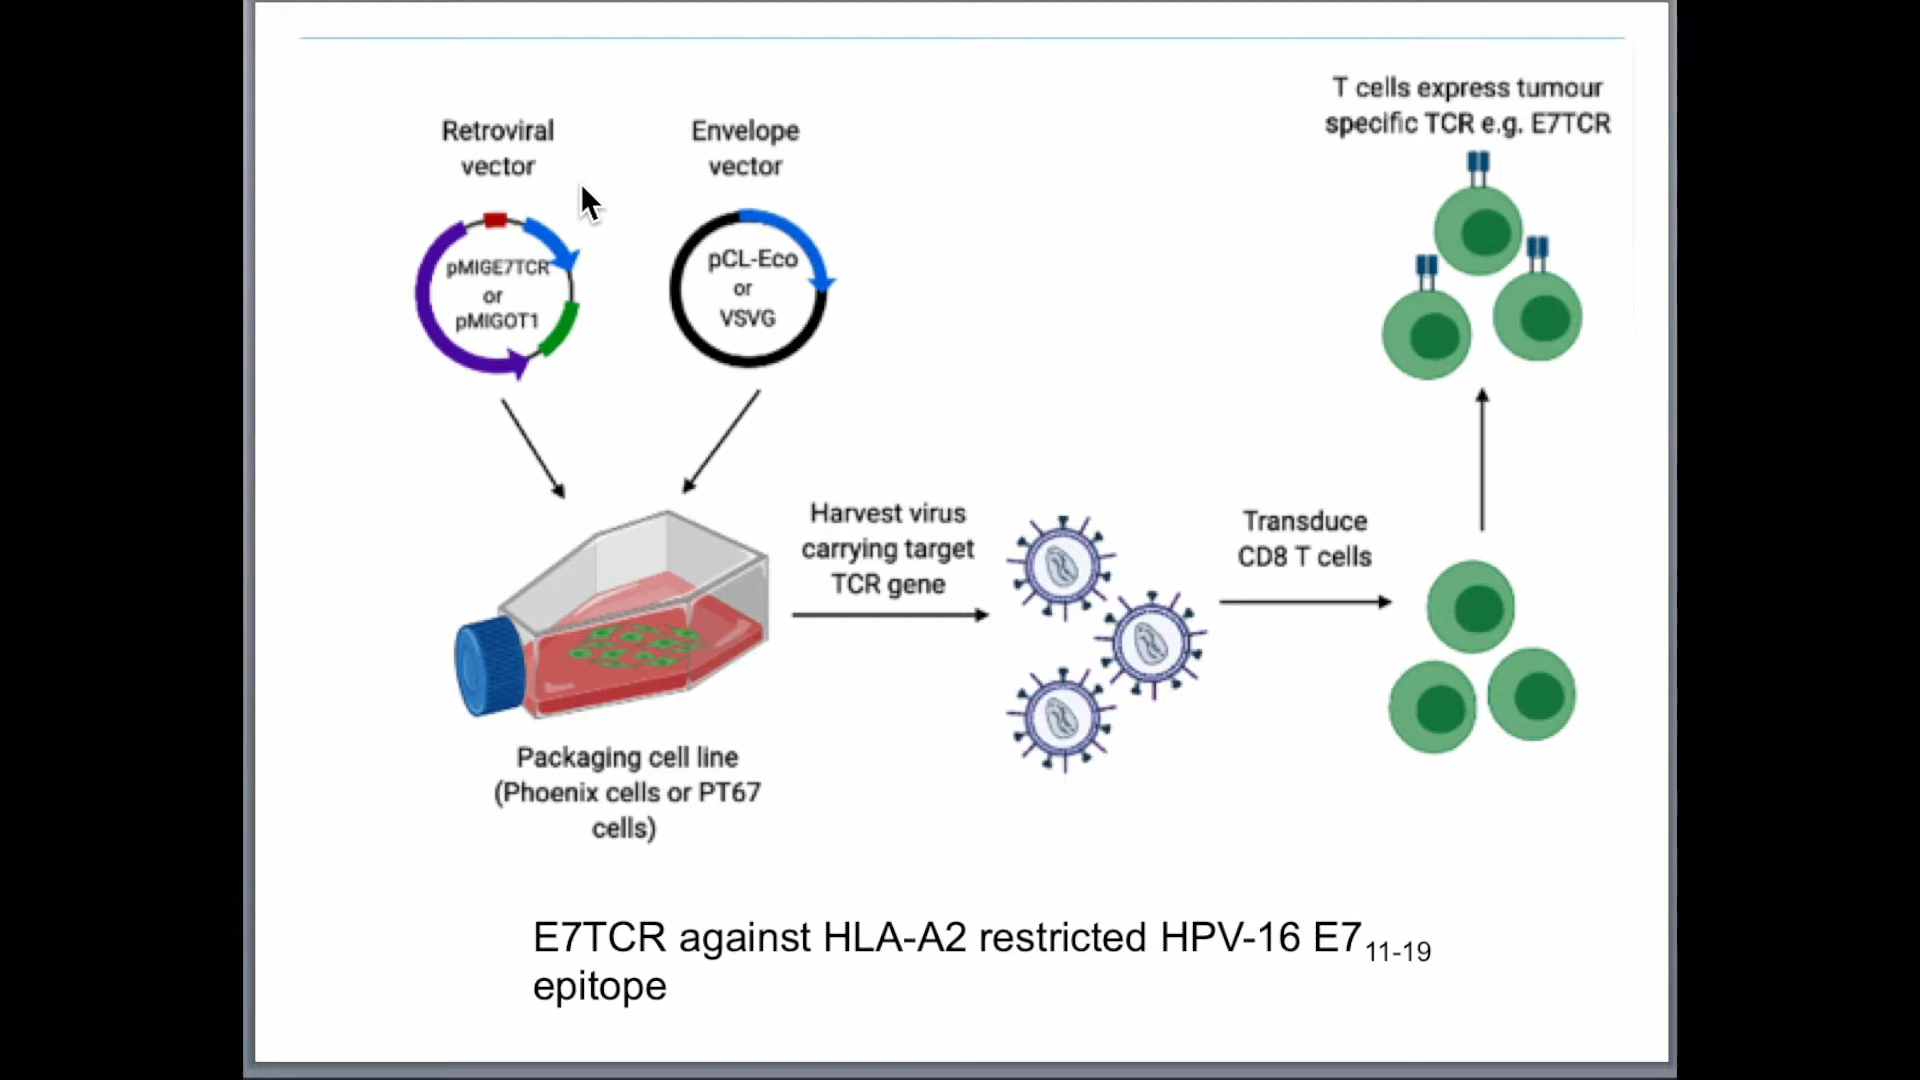 Retroviral
vector
Envelope
vector
T cells express tumour
specific TCR e.g. E7TCR
pMIGE7TCR
or
pMIGOT1
pCL-Eco
or
VSVG
Harvest virus
carrying target
TCR gene
Transduce
CD8 T cells
Packaging cell line
(Phoenix cells or PT67
cells)
E7TCR against HLA-A2 restricted HPV-16 E7₁₁₋₁₉
epitope